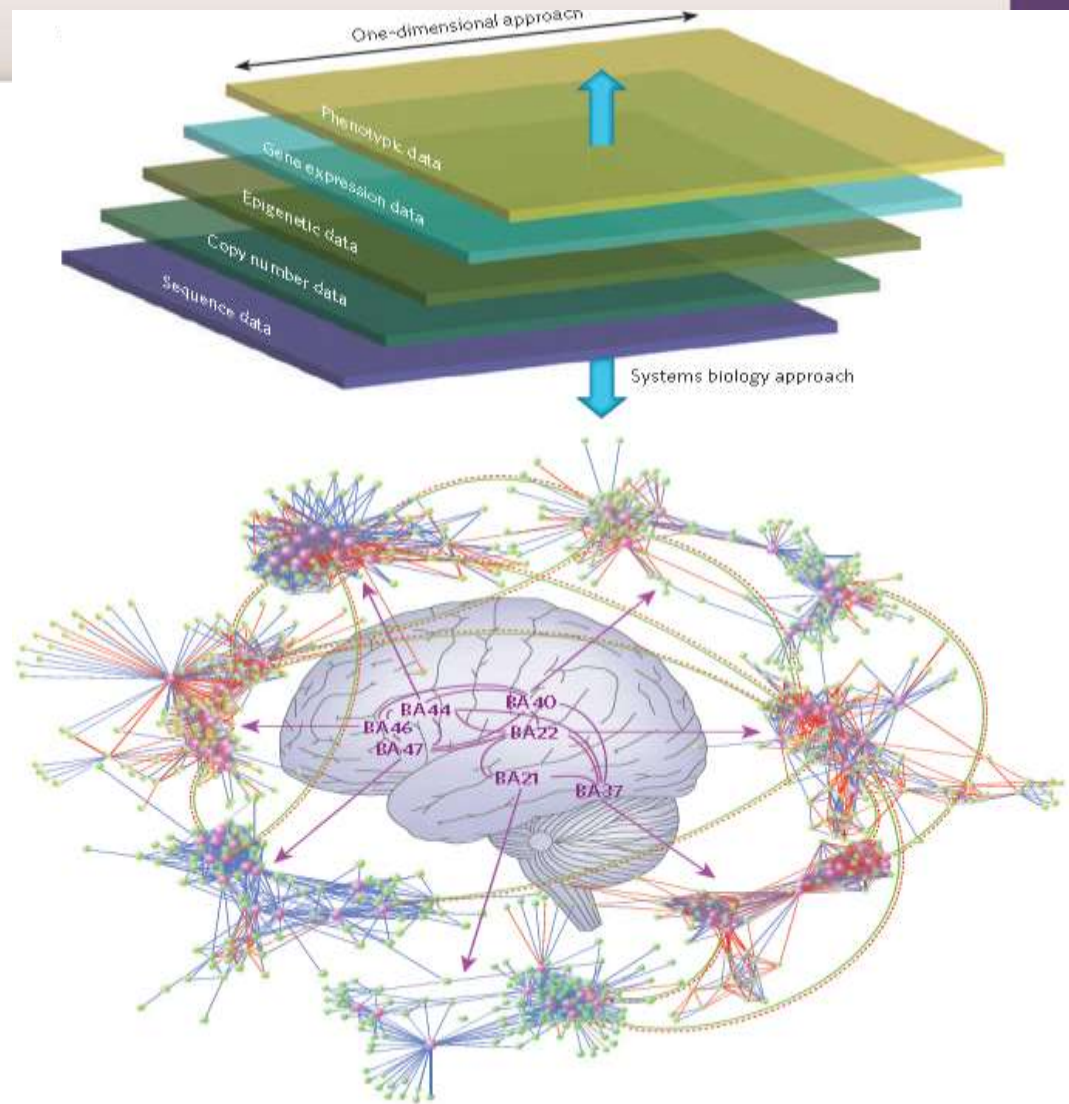 One-dimensional approach
Phenotypic data
Gene expression data
Epigenetic data
Copy number data
Sequence data
Systems biology approach
BA44
BA40
BA46
BA22
BA47
BA21
BA37